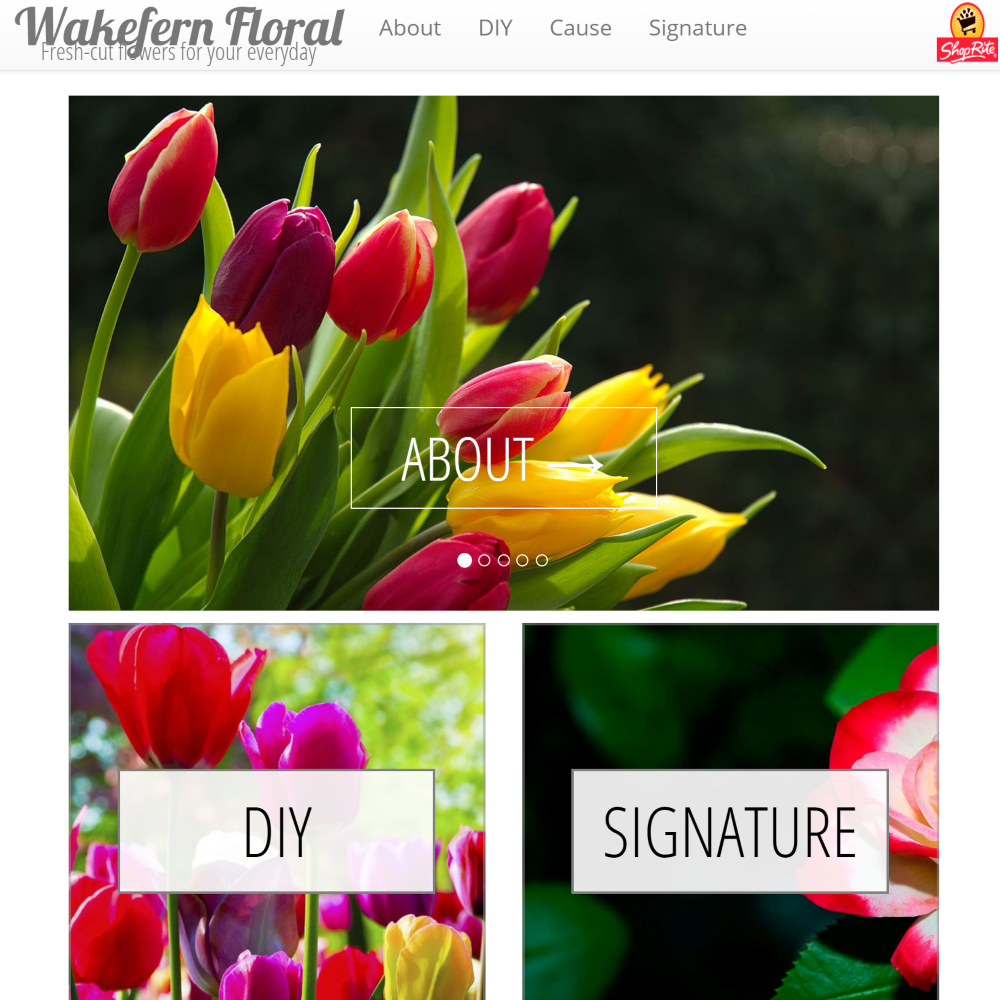 Wakefern Floral
Fresh-cut flowers for your everyday
About DIY Cause Signature
ShopRite
ABOUT →
DIY
SIGNATURE